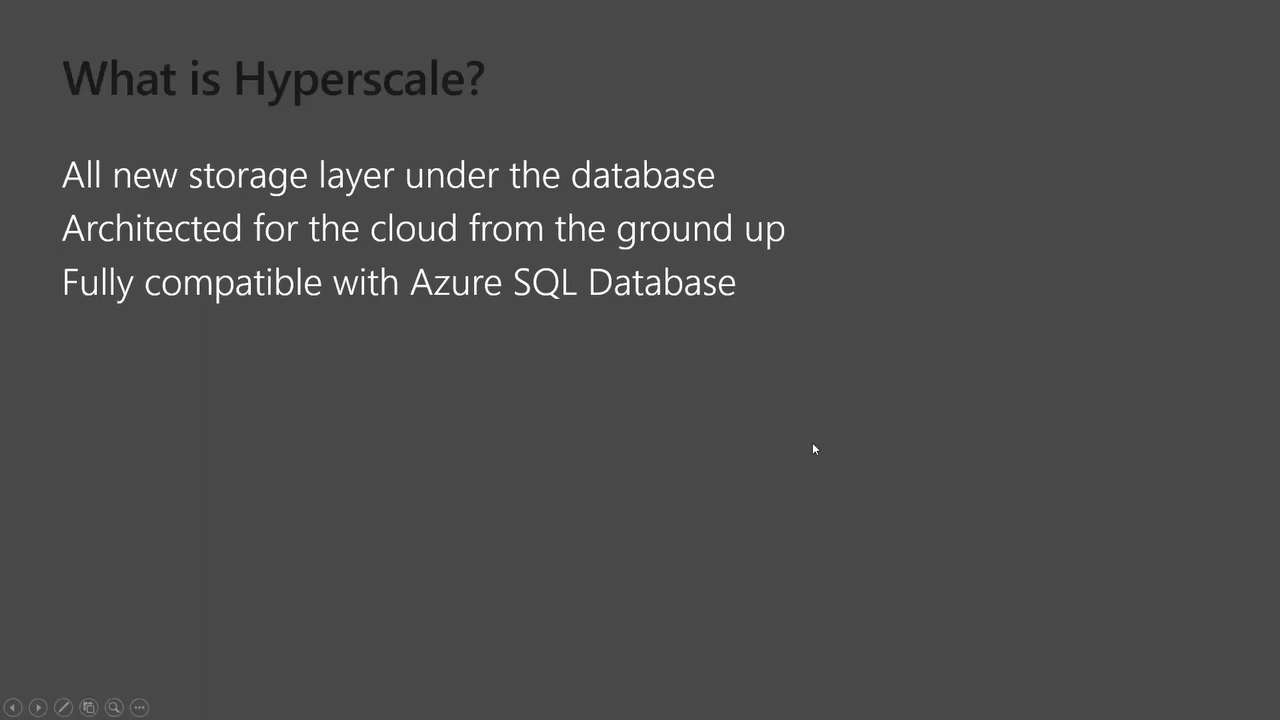 What is Hyperscale?
All new storage layer under the database
Architected for the cloud from the ground up
Fully compatible with Azure SQL Database